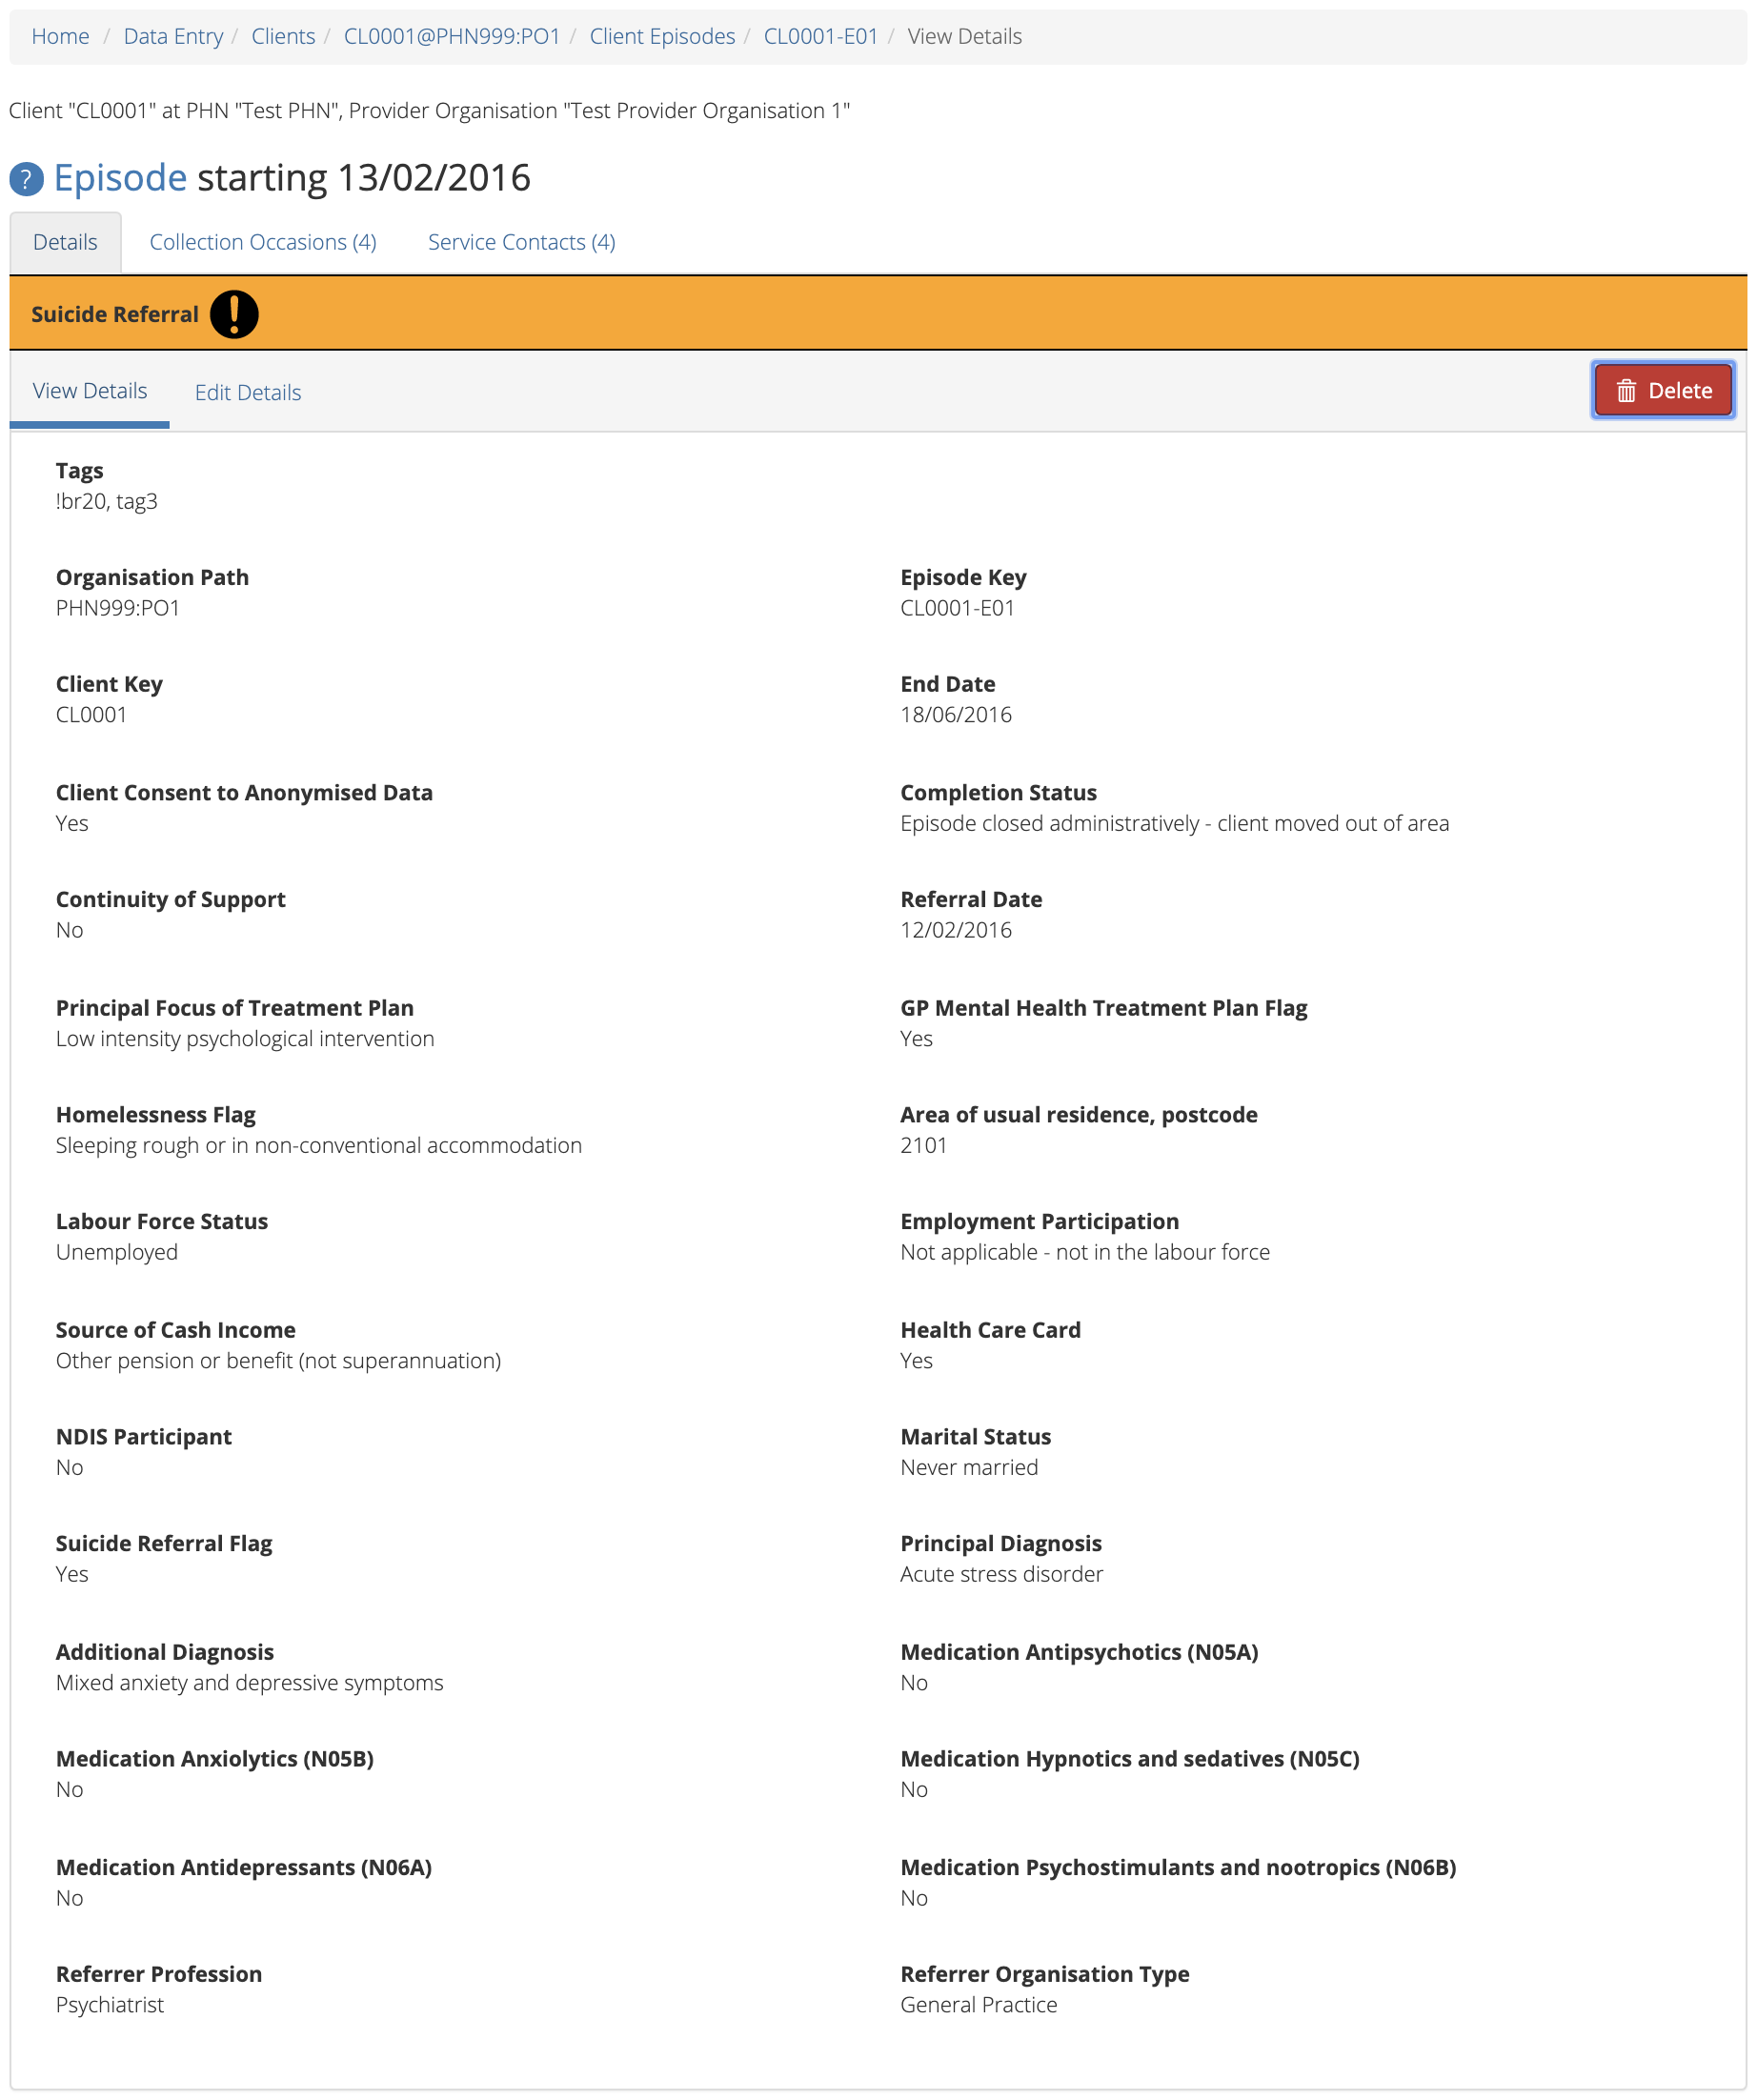 Home / Data Entry / Clients / CL0001@PHN999:PO1 / Client Episodes / CL0001-E01 / View Details
Client "CL0001" at PHN "Test PHN", Provider Organisation "Test Provider Organisation 1"
? Episode starting 13/02/2016
Details Collection Occasions (4) Service Contacts (4)
Suicide Referral !
View Details Edit Details Delete
Tags
!br20, tag3
Organisation Path
PHN999:PO1
Episode Key
CL0001-E01
Client Key
CL0001
End Date
18/06/2016
Client Consent to Anonymised Data
Yes
Completion Status
Episode closed administratively - client moved out of area
Continuity of Support
No
Referral Date
12/02/2016
Principal Focus of Treatment Plan
Low intensity psychological intervention
GP Mental Health Treatment Plan Flag
Yes
Homelessness Flag
Sleeping rough or in non-conventional accommodation
Area of usual residence, postcode
2101
Labour Force Status
Unemployed
Employment Participation
Not applicable - not in the labour force
Source of Cash Income
Other pension or benefit (not superannuation)
Health Care Card
Yes
NDIS Participant
No
Marital Status
Never married
Suicide Referral Flag
Yes
Principal Diagnosis
Acute stress disorder
Additional Diagnosis
Mixed anxiety and depressive symptoms
Medication Antipsychotics (N05A)
No
Medication Anxiolytics (N05B)
No
Medication Hypnotics and sedatives (N05C)
No
Medication Antidepressants (N06A)
No
Medication Psychostimulants and nootropics (N06B)
No
Referrer Profession
Psychiatrist
Referrer Organisation Type
General Practice